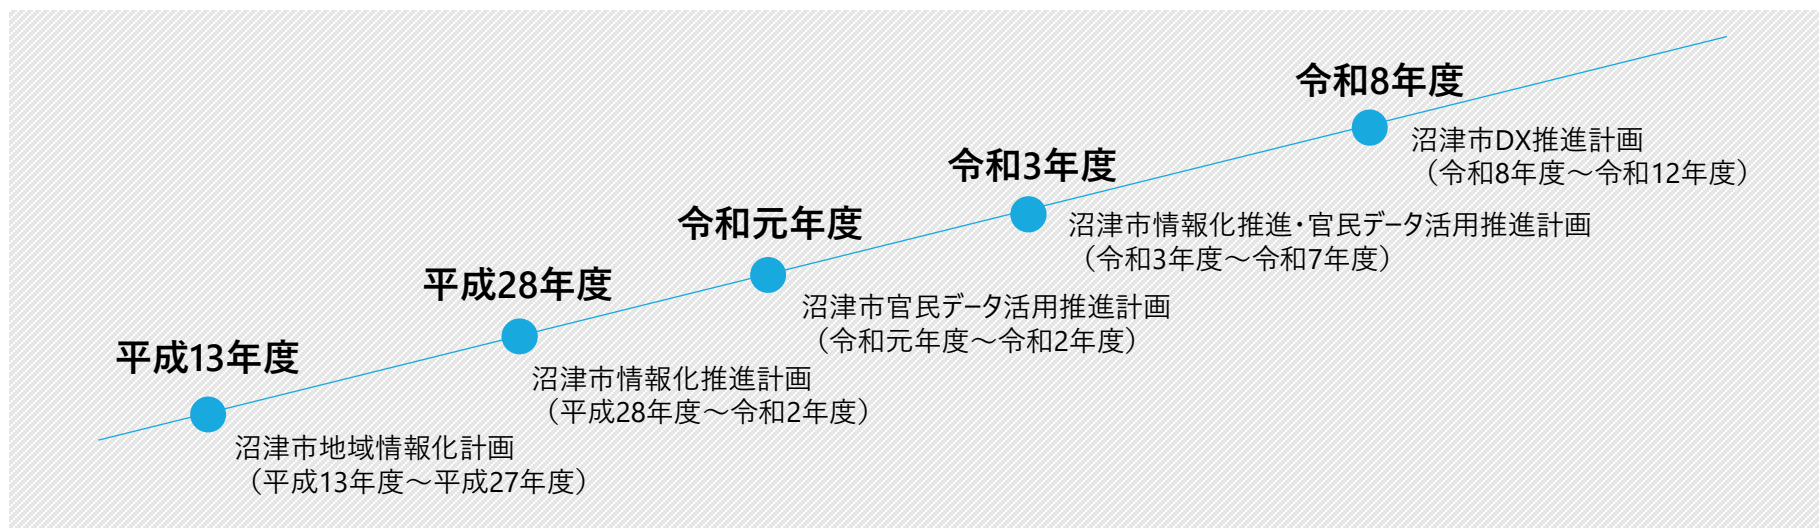 平成13年度
沼津市地域情報化計画
（平成13年度～平成27年度）
平成28年度
沼津市情報化推進計画
（平成28年度～令和2年度）
令和元年度
沼津市官民データ活用推進計画
（令和元年度～令和2年度）
令和3年度
沼津市情報化推進・官民データ活用推進計画
（令和3年度～令和7年度）
令和8年度
沼津市DX推進計画
（令和8年度～令和12年度）